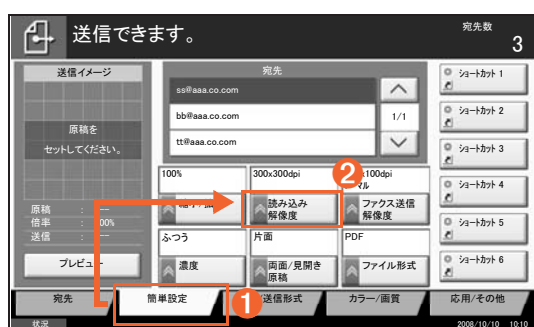 送信できます。
宛先数
3
送信イメージ
原稿を
セットしてください。
原稿 : --
倍率 : 100%
送信 : --
プレビュー
宛先
ss@aaa.co.com
bb@aaa.co.com
1/1
tt@aaa.co.com
100%
300x300dpi
読み込み
解像度
ファクス送信
解像度
ふつう
片面
PDF
濃度
両面/見開き
原稿
ファイル形式
ショートカット 1
ショートカット 2
ショートカット 3
ショートカット 4
ショートカット 5
ショートカット 6
宛先
簡単設定
送信形式
カラー/画質
応用/その他
状況
2008/10/10 10:10
1
2